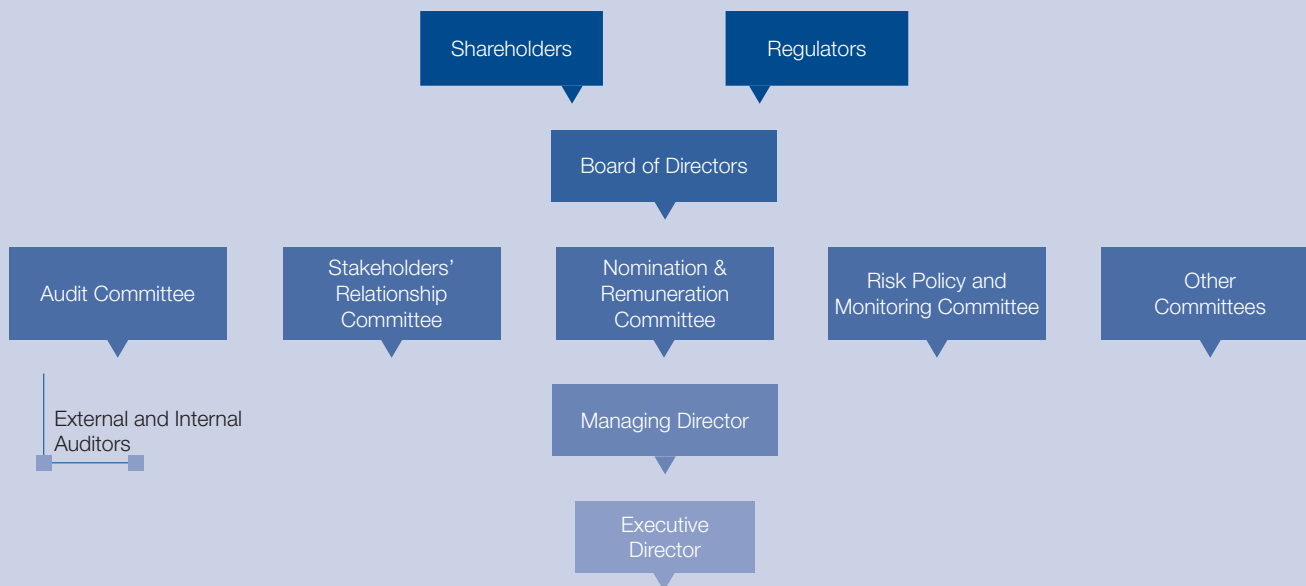 Shareholders
Regulators
Board of Directors
Audit Committee
Stakeholders’
Relationship
Committee
Nomination &
Remuneration
Committee
Risk Policy and
Monitoring Committee
Other
Committees
External and Internal
Auditors
Managing Director
Executive
Director